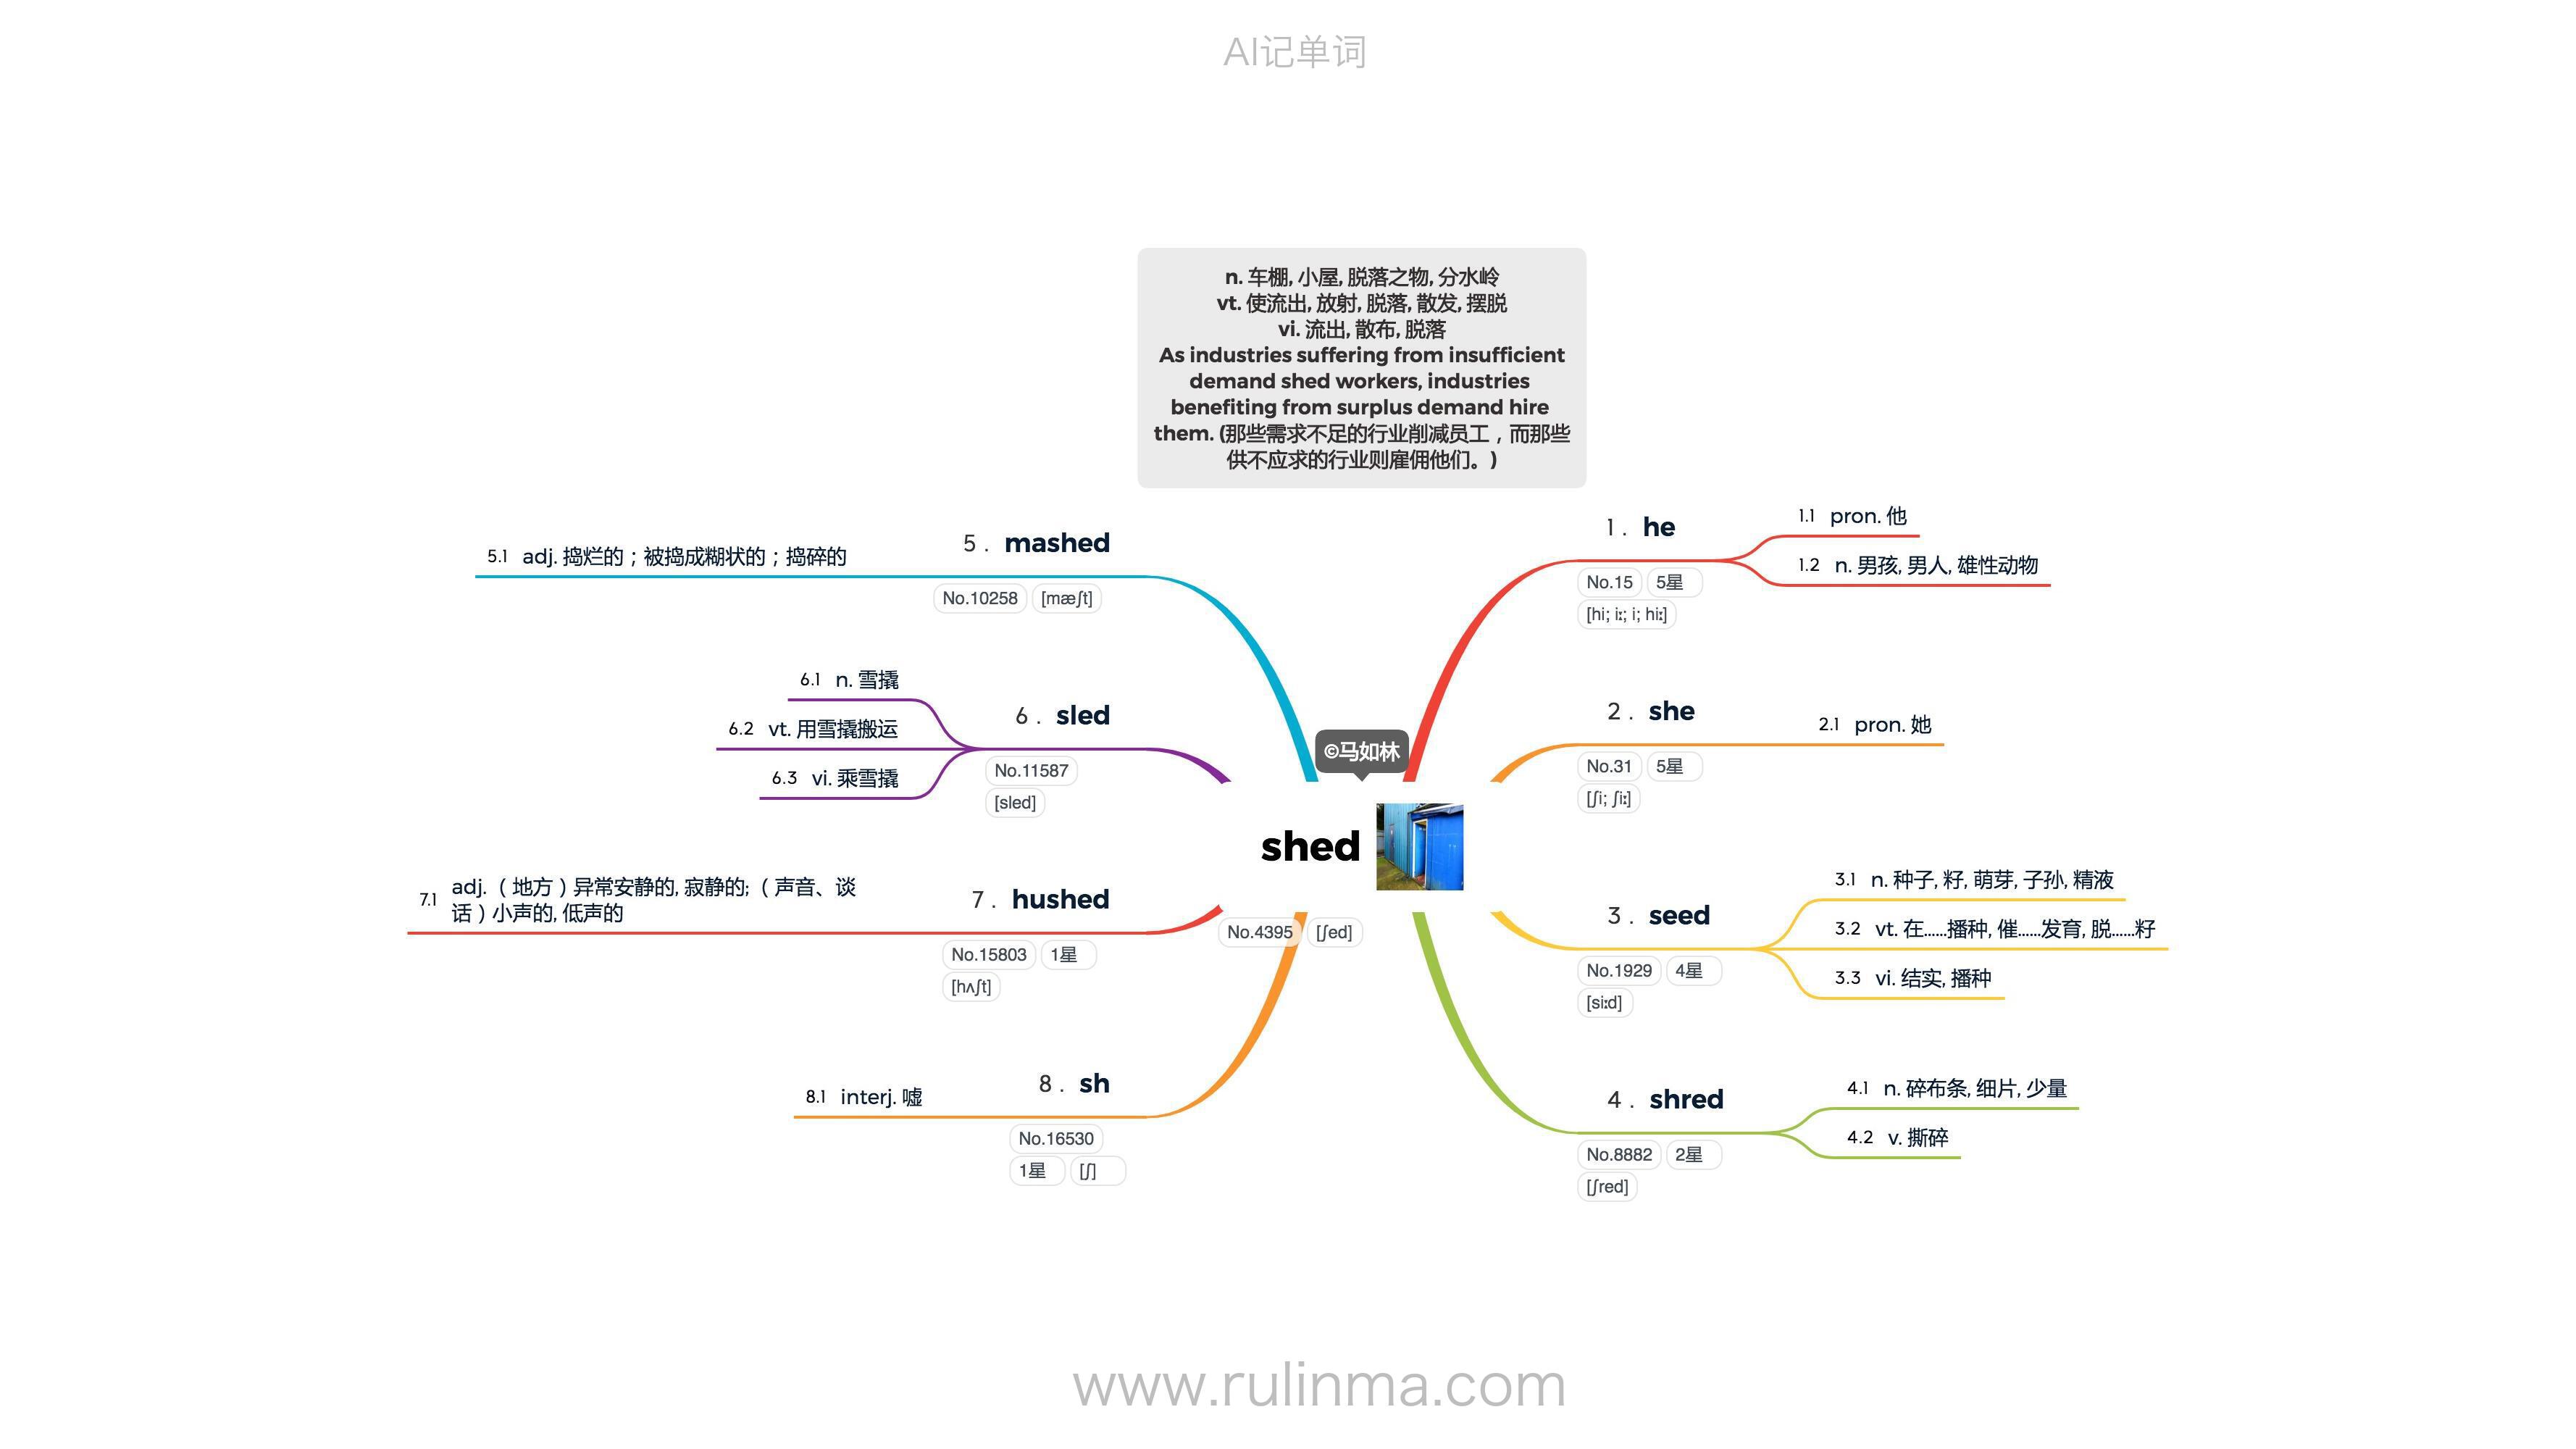 AI记单词
n. 车棚, 小屋, 脱落之物, 分水岭
vt. 使流出, 放射, 脱落, 散发, 摆脱
vi. 流出, 散布, 脱落
As industries suffering from insufficient
demand shed workers, industries
benefiting from surplus demand hire
them. (那些需求不足的行业削减员工，而那些
供不应求的行业则雇佣他们。)
©马如林
shed
No.4395 [ʃed]
1. he
No.15 5星
[hi; iː; i; hiː]
1.1 pron. 他
1.2 n. 男孩, 男人, 雄性动物
2. she
No.31 5星
[ʃi; ʃiː]
2.1 pron. 她
3. seed
No.1929 4星
[siːd]
3.1 n. 种子, 籽, 萌芽, 子孙, 精液
3.2 vt. 在……播种, 催……发育, 脱……籽
3.3 vi. 结实, 播种
4. shred
No.8882 2星
[ʃred]
4.1 n. 碎布条, 细片, 少量
4.2 v. 撕碎
5. mashed
No.10258 [mæʃt]
5.1 adj. 捣烂的；被捣成糊状的；捣碎的
6. sled
No.11587
[sled]
6.1 n. 雪撬
6.2 vt. 用雪撬搬运
6.3 vi. 乘雪撬
7. hushed
No.15803 1星
[hʌʃt]
7.1 adj.（地方）异常安静的, 寂静的;（声音、谈
话）小声的, 低声的
8. sh
No.16530
1星 [ʃ]
8.1 interj. 嘘
www.rulinma.com